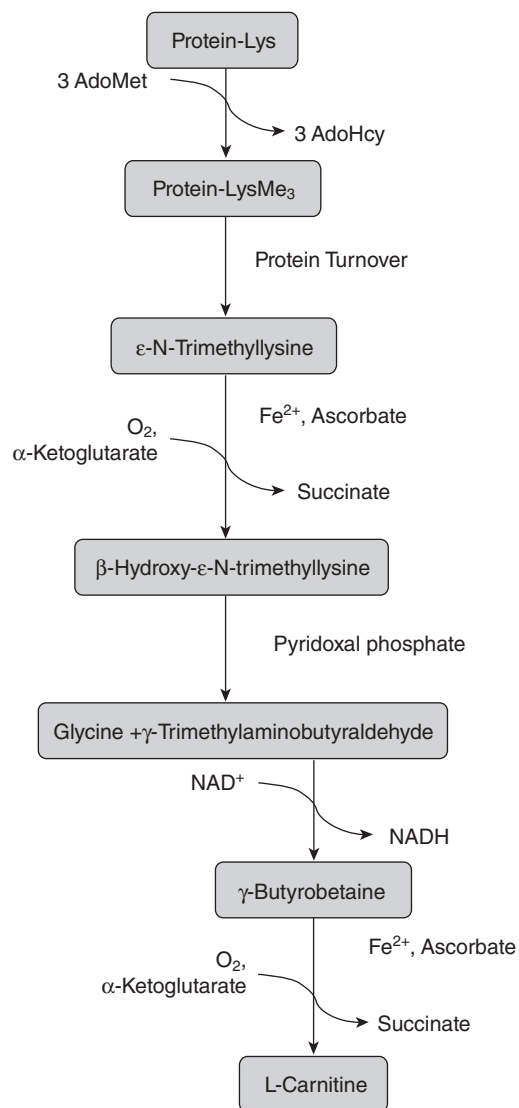 Protein-Lys
3 AdoMet
3 AdoHcy
Protein-LysMe₃
Protein Turnover
ε-N-Trimethyllysine
Fe²⁺, Ascorbate
O₂,
α-Ketoglutarate
Succinate
β-Hydroxy-ε-N-trimethyllysine
Pyridoxal phosphate
Glycine +γ-Trimethylaminobutyraldehyde
NAD⁺
NADH
γ-Butyrobetaine
Fe²⁺, Ascorbate
O₂,
α-Ketoglutarate
Succinate
L-Carnitine